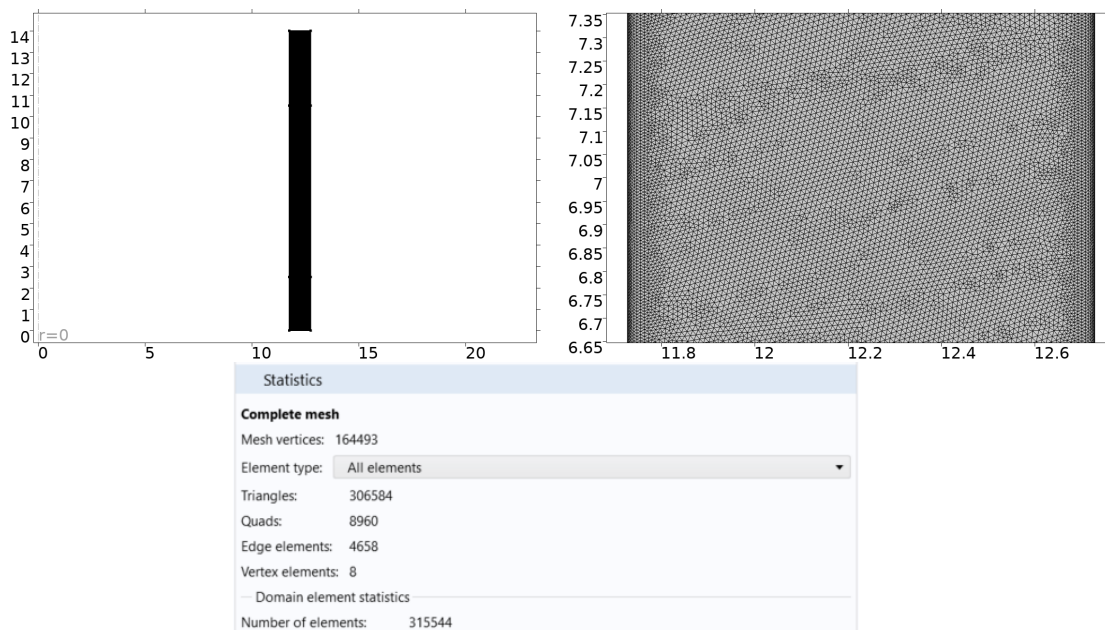 14
13
12
11
10
9
8
7
6
5
4
3
2
1
0
r=0
0 5 10 15 20
7.35
7.3
7.25
7.2
7.15
7.1
7.05
7
6.95
6.9
6.85
6.8
6.75
6.7
6.65
11.8 12 12.2 12.4 12.6
Statistics
Complete mesh
Mesh vertices: 164493
Element type: All elements
Triangles: 306584
Quads: 8960
Edge elements: 4658
Vertex elements: 8
Domain element statistics
Number of elements: 315544